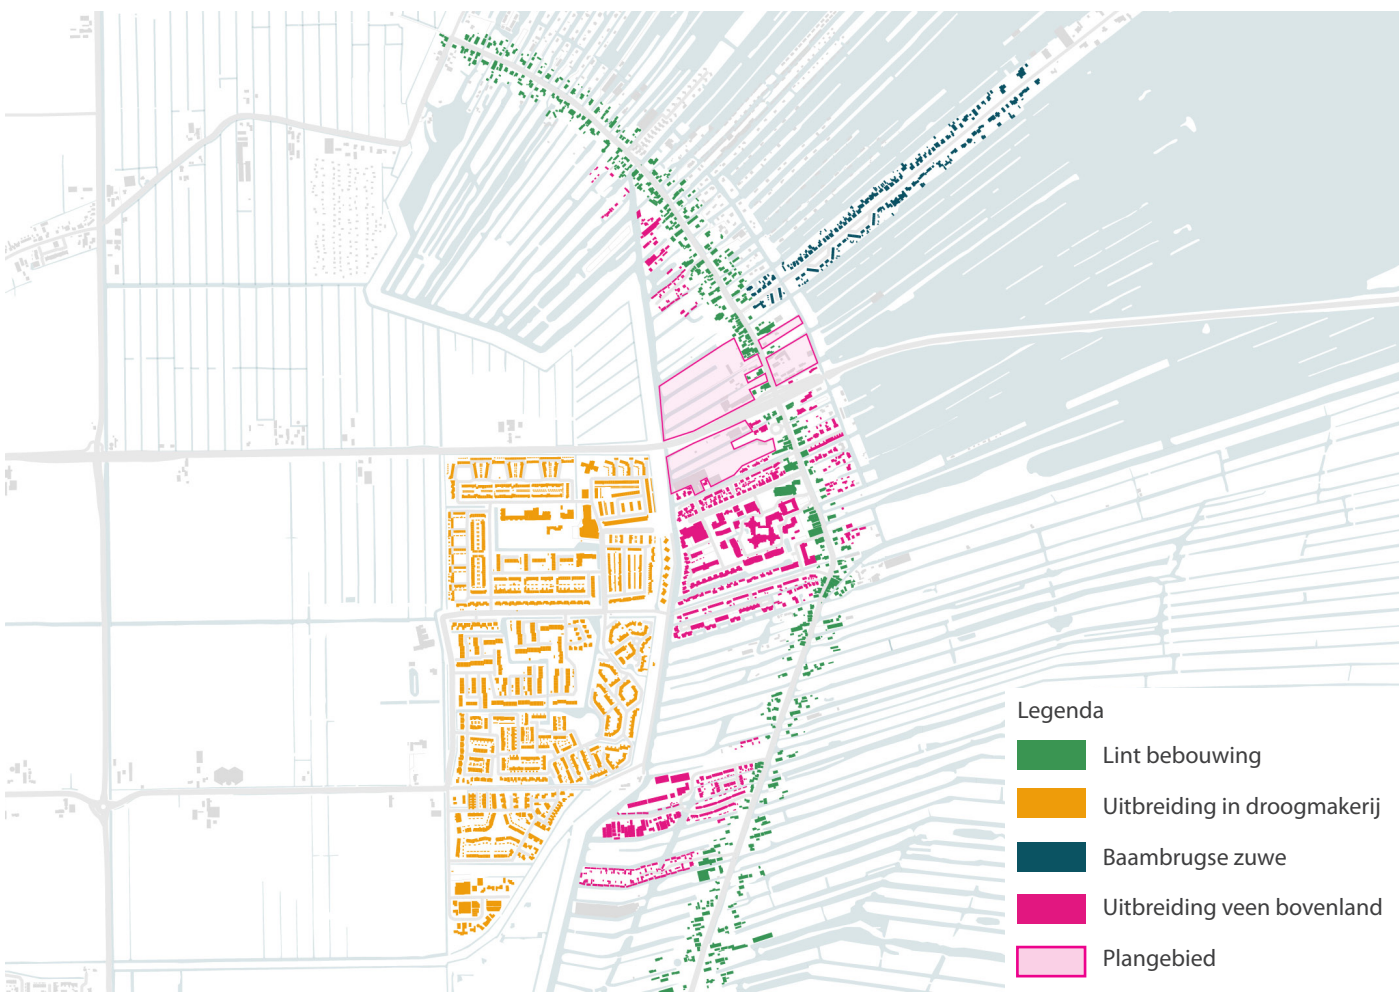 Legenda
Lint bebouwing
Uitbreiding in droogmakerij
Baambrugse zuwe
Uitbreiding veen bovenland
Plangebied